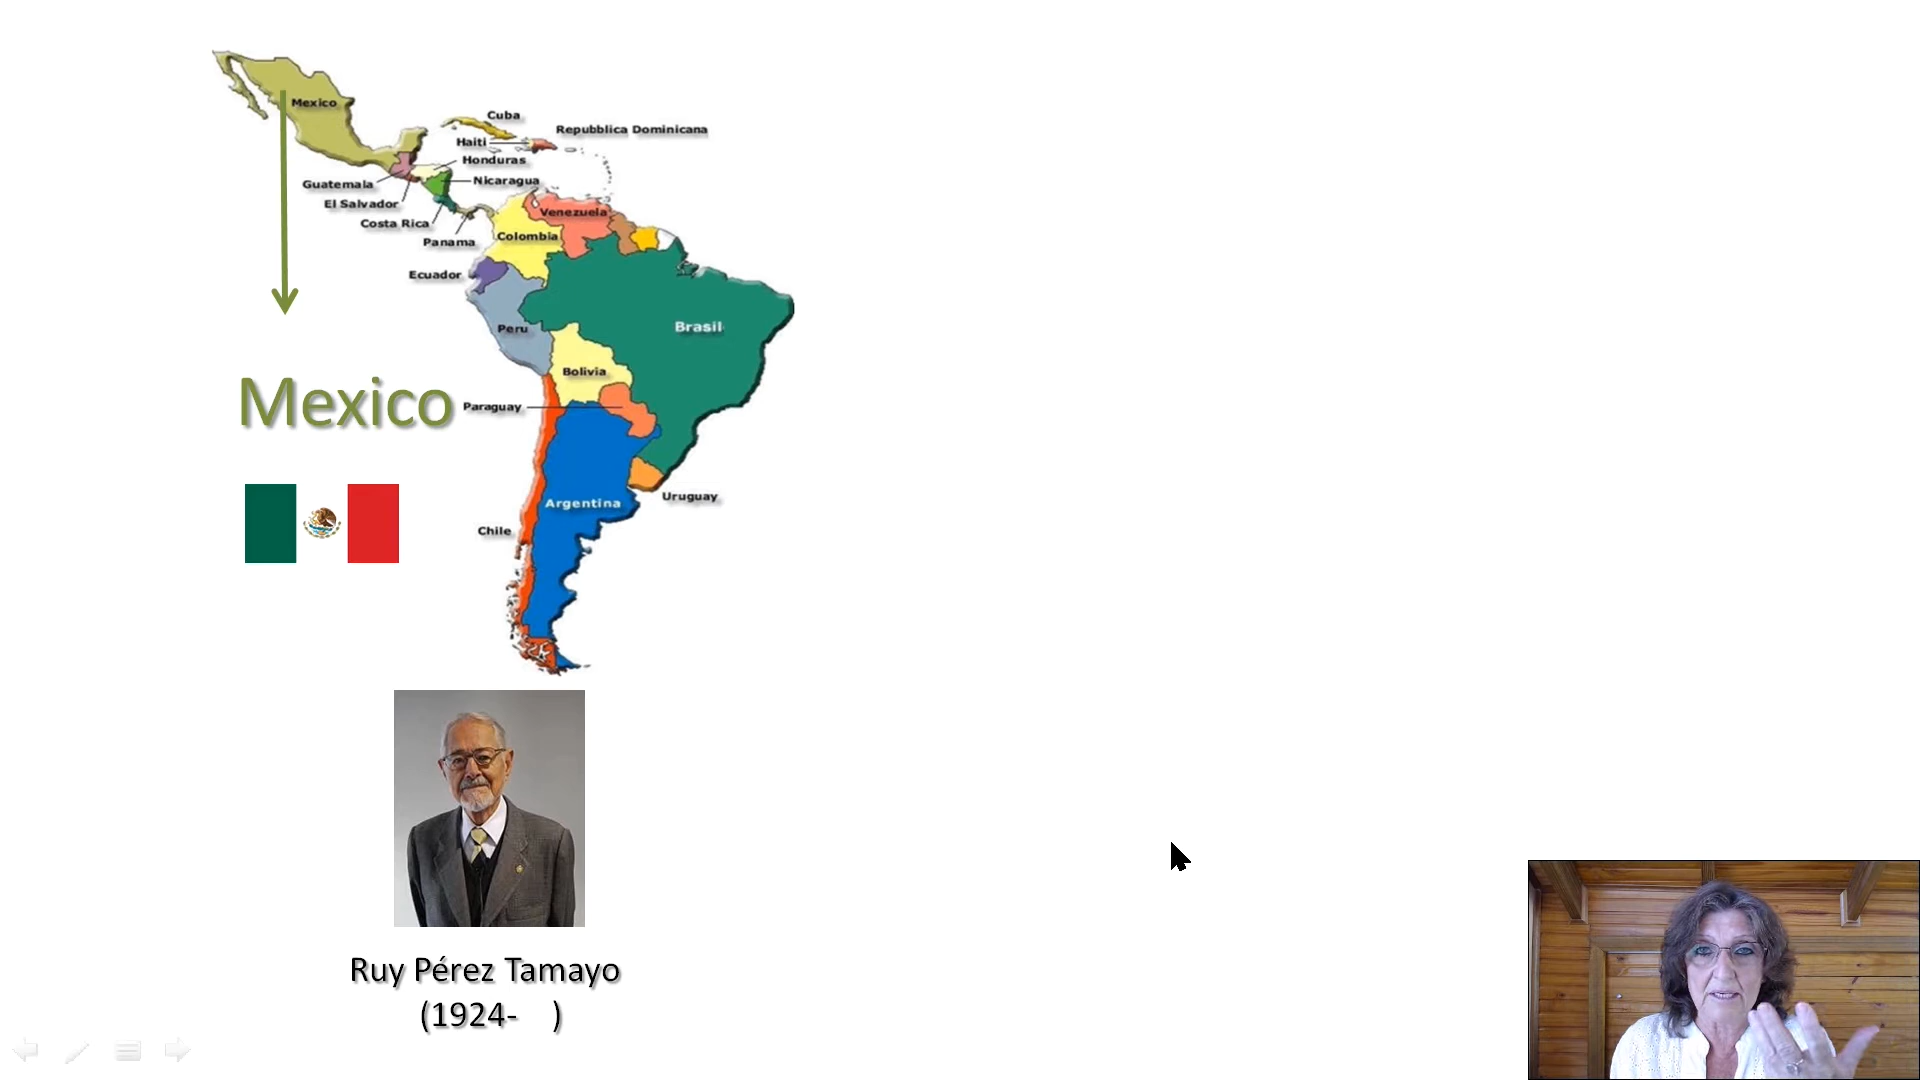 Mexico
Cuba
Repubblica Dominicana
Haiti
Honduras
Guatemala
Nicaragua
El Salvador
Costa Rica
Venezuela
Panama
Colombia
Ecuador
Peru
Brasil
Bolivia
Mexico
Paraguay
Argentina
Uruguay
Chile
Ruy Pérez Tamayo
(1924- )